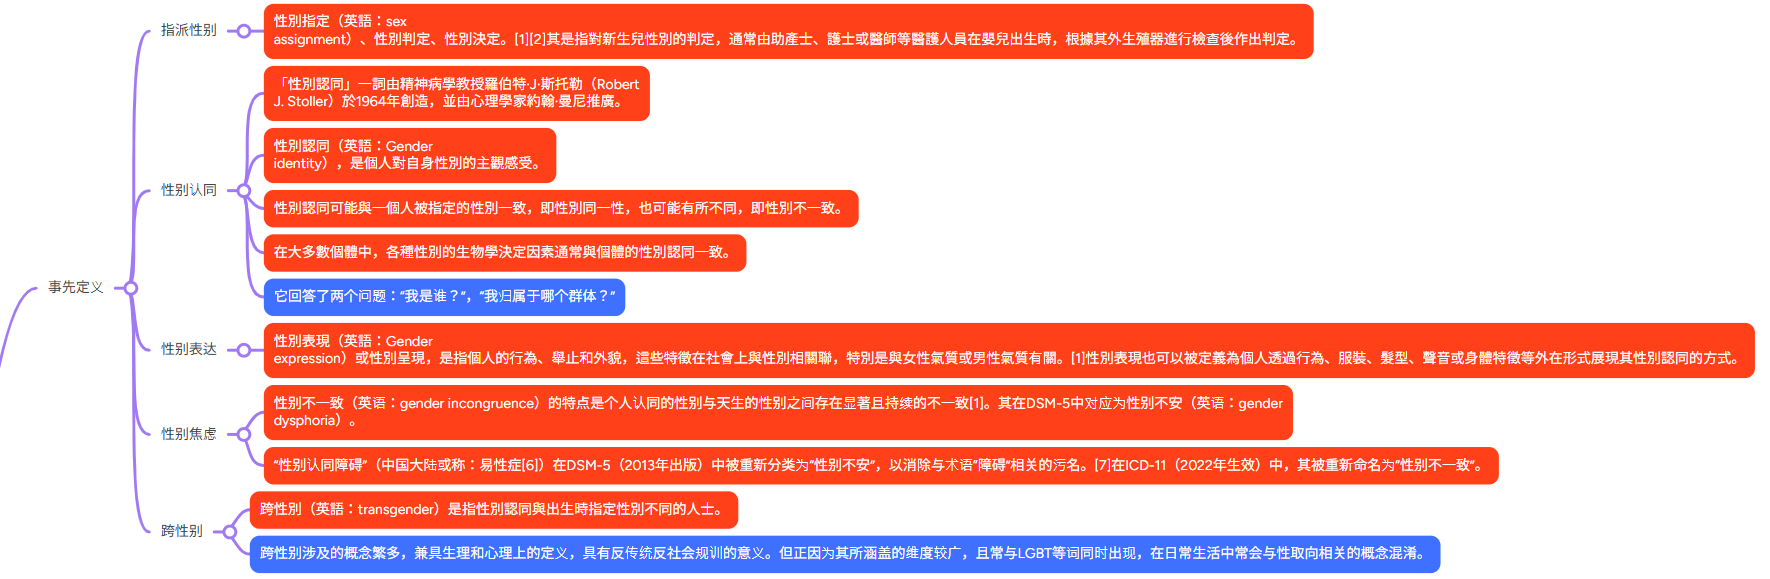 事先定义
指派性别
性別指定（英語：sex
assignment）、性別判定、性別決定。[1][2]其是指對新生兒性別的判定，通常由助產士、護士或醫師等醫護人員在嬰兒出生時，根據其外生殖器進行檢查後作出判定。
性别认同
「性別認同」一詞由精神病學教授羅伯特·J·斯托勒（Robert
J. Stoller）於1964年創造，並由心理學家約翰·曼尼推廣。
性別認同（英語：Gender
identity），是個人對自身性別的主觀感受。
性別認同可能與一個人被指定的性別一致，即性別同一性，也可能有所不同，即性別不一致。
在大多數個體中，各種性別的生物學決定因素通常與個體的性別認同一致。
它回答了两个问题：“我是谁？”，“我归属于哪个群体？”
性别表达
性別表現（英語：Gender
expression）或性別呈現，是指個人的行為、舉止和外貌，這些特徵在社會上與性別相關聯，特別是與女性氣質或男性氣質有關。[1]性別表現也可以被定義為個人透過行為、服裝、髮型、聲音或身體特徵等外在形式展現其性別認同的方式。
性别焦虑
性别不一致（英语：gender incongruence）的特点是个人认同的性别与天生的性别之间存在显著且持续的不一致[1]。其在DSM-5中对应为性别不安（英语：gender
dysphoria）。
“性别认同障碍”（中国大陆或称：易性症[6]）在DSM-5（2013年出版）中被重新分类为“性别不安”，以消除与术语“障碍”相关的污名。[7]在ICD-11（2022年生效）中，其被重新命名为“性别不一致”。
跨性别
跨性別（英語：transgender）是指性別認同與出生時指定性別不同的人士。
跨性别涉及的概念繁多，兼具生理和心理上的定义，具有反传统反社会规训的意义。但正因为其所涵盖的维度较广，且常与LGBT等词同时出现，在日常生活中常会与性取向相关的概念混淆。